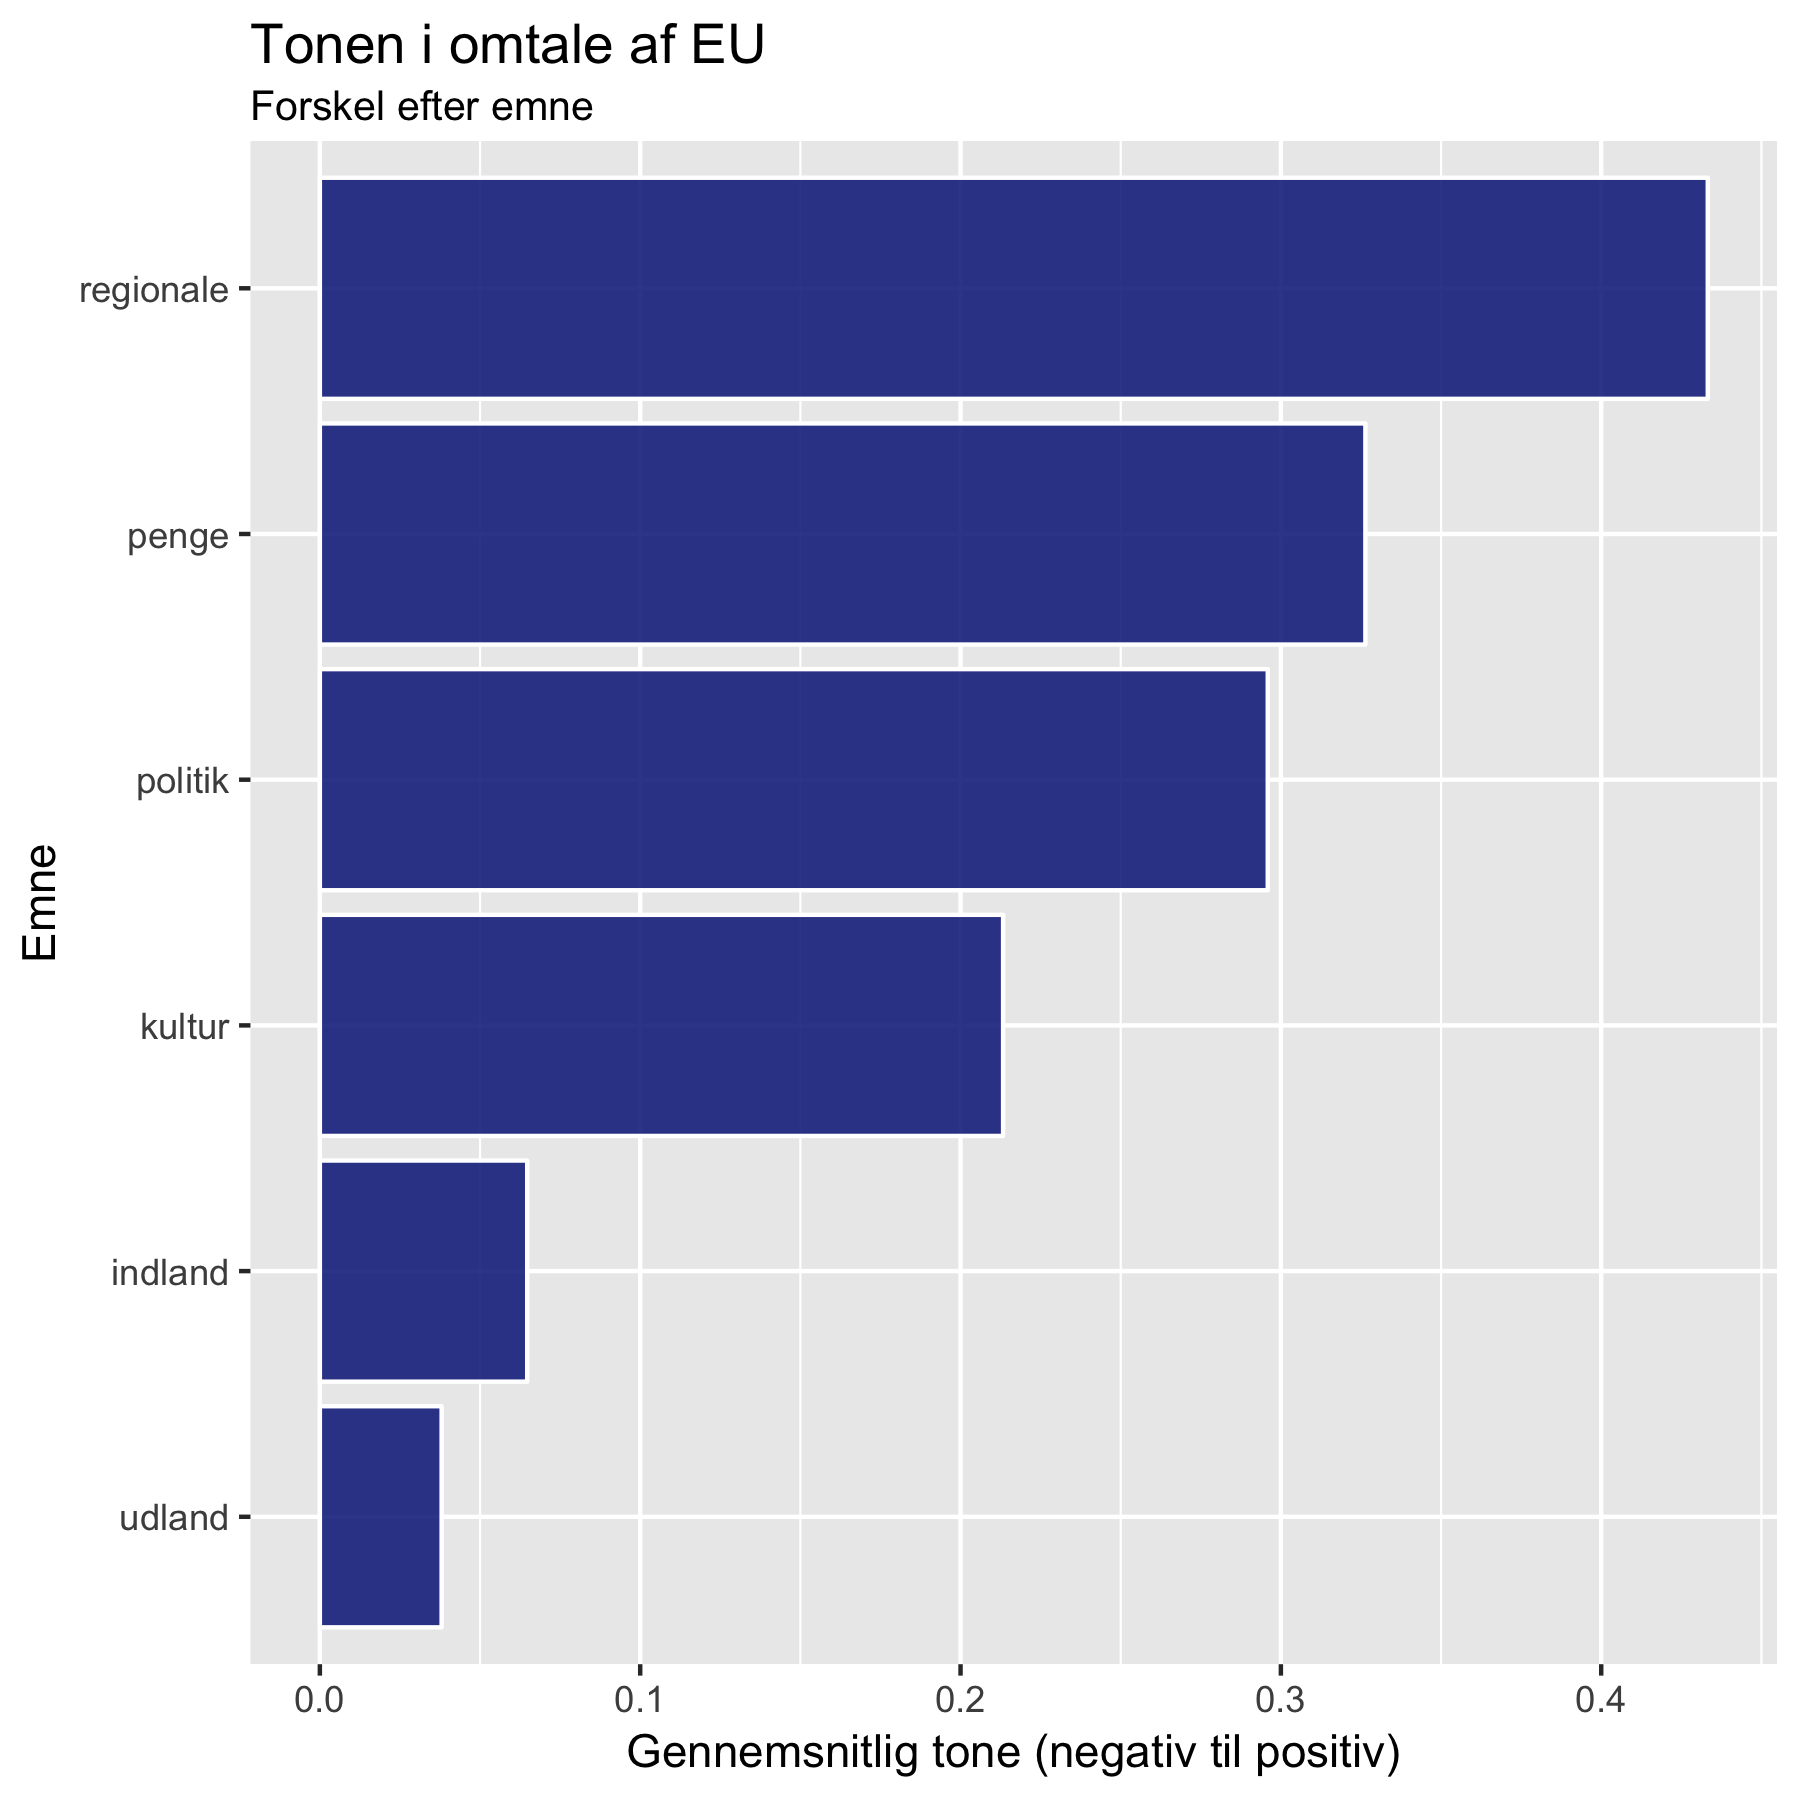 Tonen i omtale af EU
Forskel efter emne
Emne
regionale
penge
politik
kultur
indland
udland
0.0 0.1 0.2 0.3 0.4
Gennemsnitlig tone (negativ til positiv)